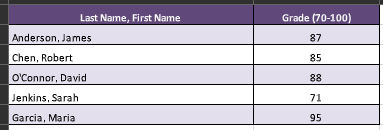 Last Name, First Name Grade (70-100)
Anderson, James 87
Chen, Robert 85
O'Connor, David 88
Jenkins, Sarah 71
Garcia, Maria 95